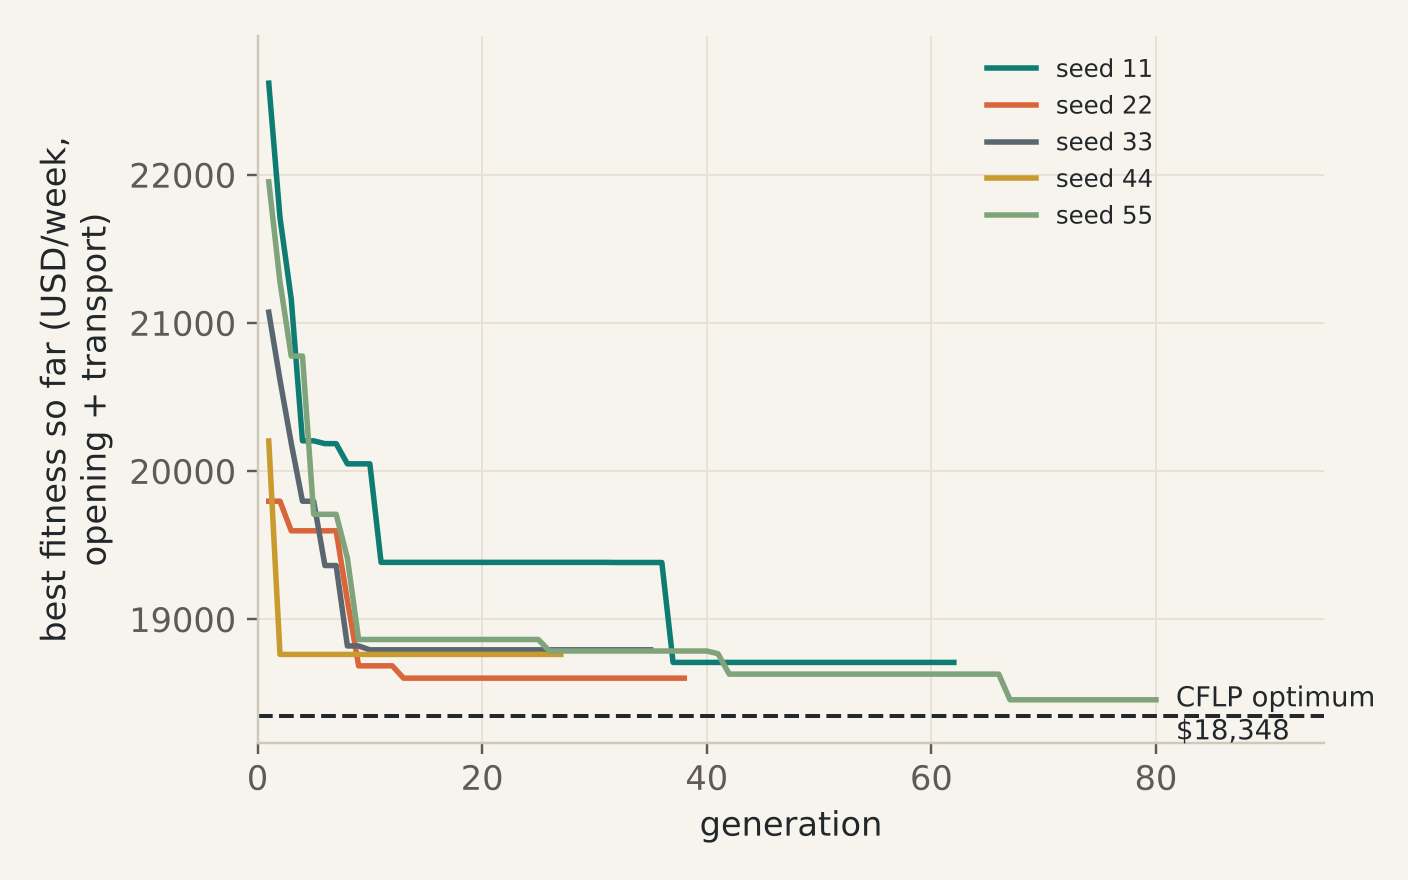 best fitness so far (USD/week,
opening + transport)
22000
21000
20000
19000
seed 11
seed 22
seed 33
seed 44
seed 55
CFLP optimum
$18,348
0
20
40
60
80
generation